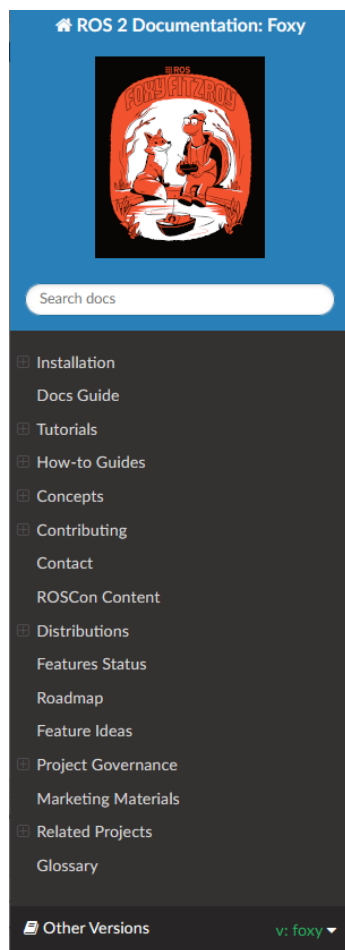 ROS 2 Documentation: Foxy
ROS
FOXY FITZROY
Search docs
Installation
Docs Guide
Tutorials
How-to Guides
Concepts
Contributing
Contact
ROSCon Content
Distributions
Features Status
Roadmap
Feature Ideas
Project Governance
Marketing Materials
Related Projects
Glossary
Other Versions
v: foxy